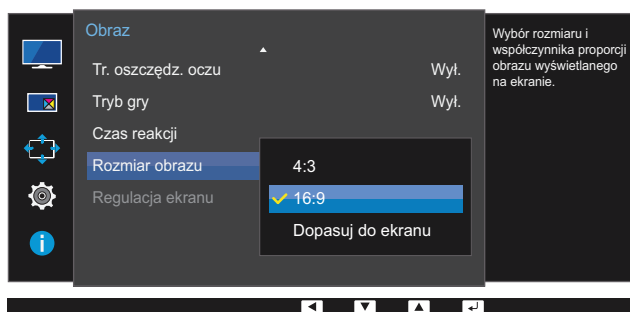 Obraz
Tr. oszczędz. oczu Wył.
Tryb gry Wył.
Czas reakcji
Rozmiar obrazu
Regulacja ekranu
4:3
16:9
Dopasuj do ekranu
Wybór rozmiaru i
współczynnika proporcji
obrazu wyświetlanego
na ekranie.